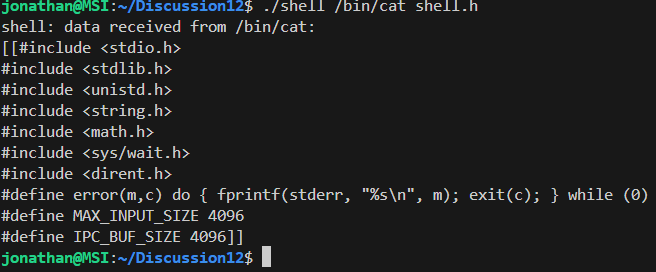 jonathan@MSI:~/Discussion12$ ./shell /bin/cat shell.h
shell: data received from /bin/cat:
[[#include <stdio.h>
#include <stdlib.h>
#include <unistd.h>
#include <string.h>
#include <math.h>
#include <sys/wait.h>
#include <dirent.h>
#define error(m,c) do { fprintf(stderr, "%s\n", m); exit(c); } while (0)
#define MAX_INPUT_SIZE 4096
#define IPC_BUF_SIZE 4096]]
jonathan@MSI:~/Discussion12$